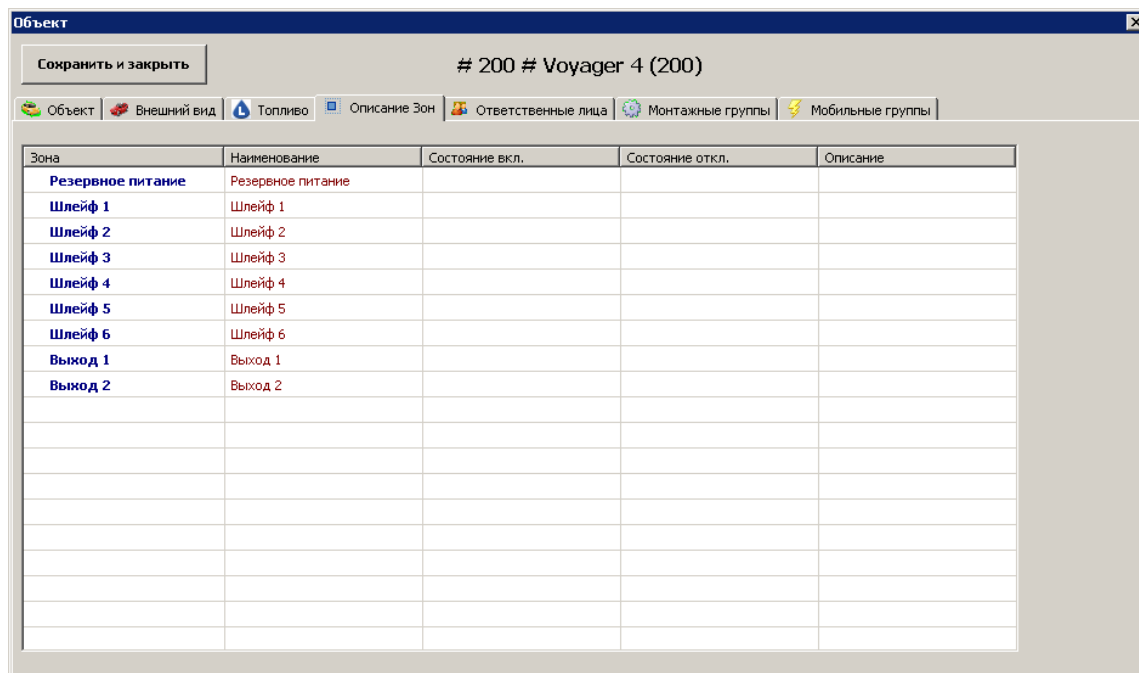 Объект
Сохранить и закрыть
# 200 # Voyager 4 (200)
Объект Внешний вид Топливо Описание Зон Ответственные лица Монтажные группы Мобильные группы
Зона Наименование Состояние вкл. Состояние откл. Описание
Резервное питание Резервное питание
Шлейф 1 Шлейф 1
Шлейф 2 Шлейф 2
Шлейф 3 Шлейф 3
Шлейф 4 Шлейф 4
Шлейф 5 Шлейф 5
Шлейф 6 Шлейф 6
Выход 1 Выход 1
Выход 2 Выход 2